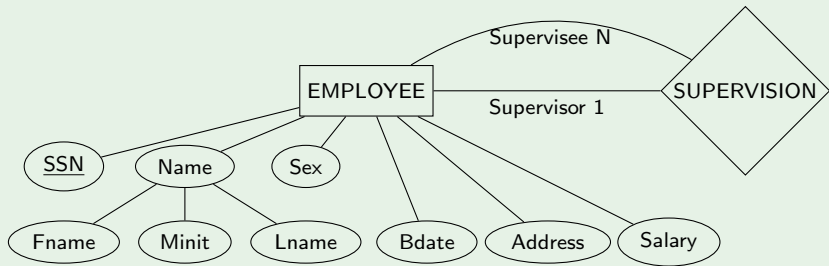 Supervisee N
EMPLOYEE
SUPERVISION
Supervisor 1
SSN
Name
Sex
Fname
Minit
Lname
Bdate
Address
Salary